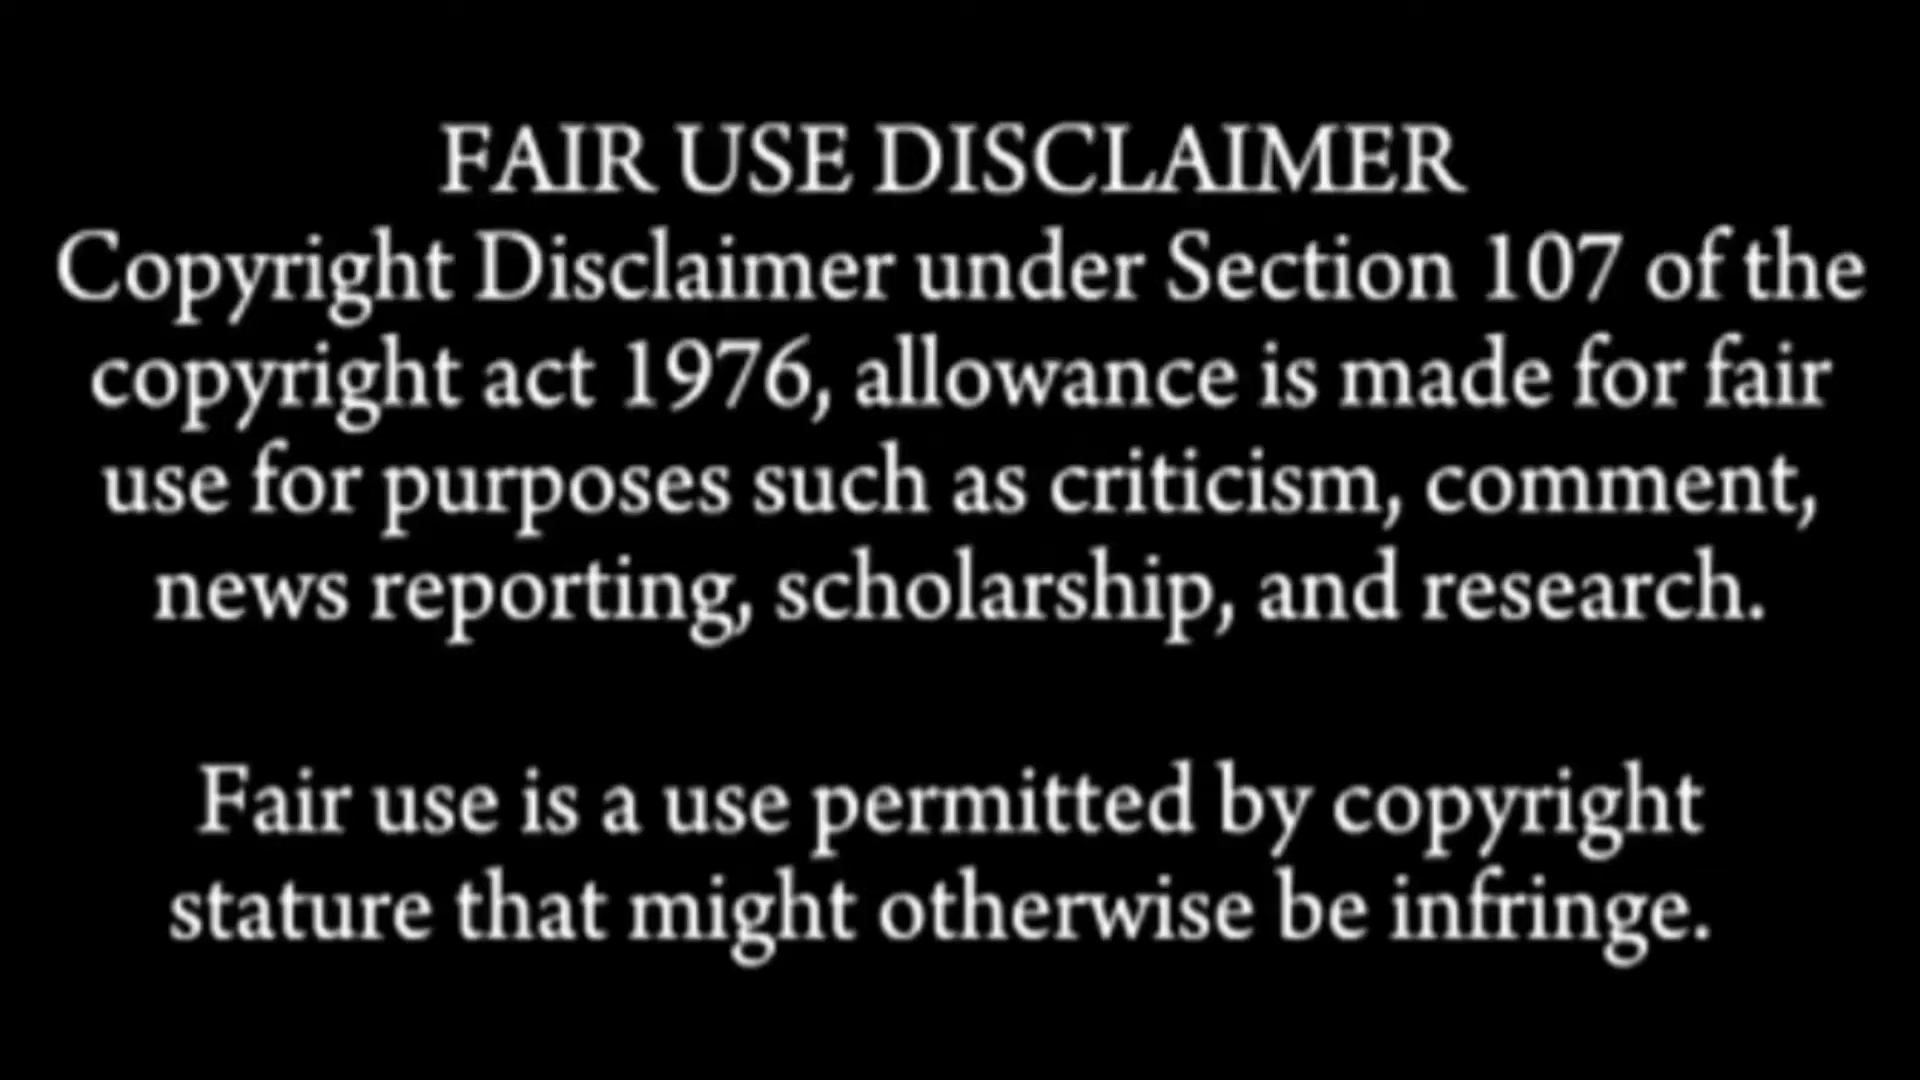 FAIR USE DISCLAIMER
Copyright Disclaimer under Section 107 of the
copyright act 1976, allowance is made for fair
use for purposes such as criticism, comment,
news reporting, scholarship, and research.
Fair use is a use permitted by copyright
stature that might otherwise be infringe.